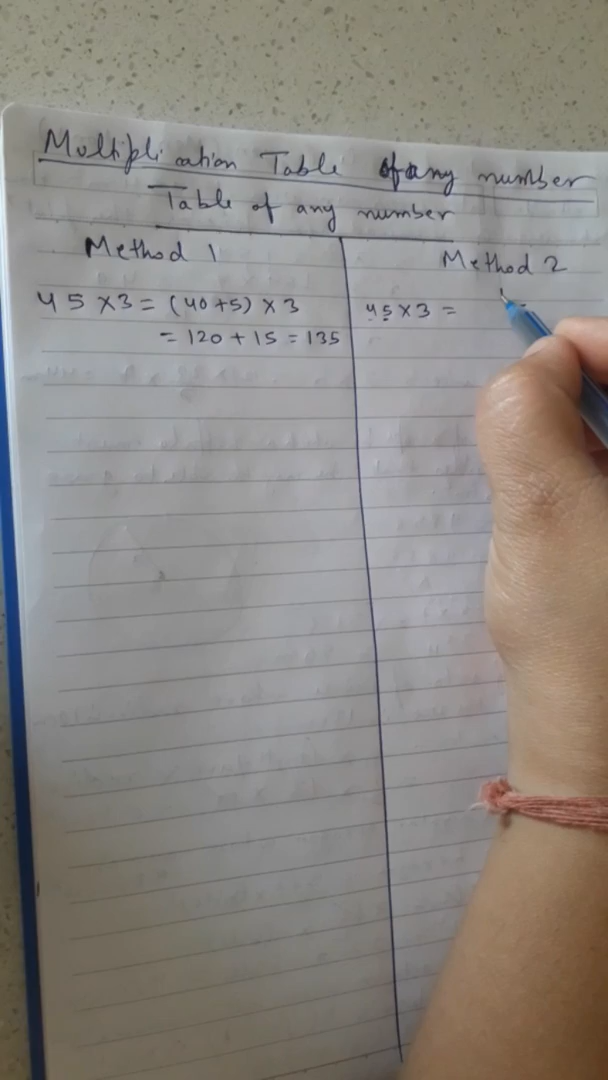 Multiplication Table of any number
Table of any number
Method 1
45 × 3 = (40 + 5) × 3
= 120 + 15 = 135
Method 2
45 × 3 =